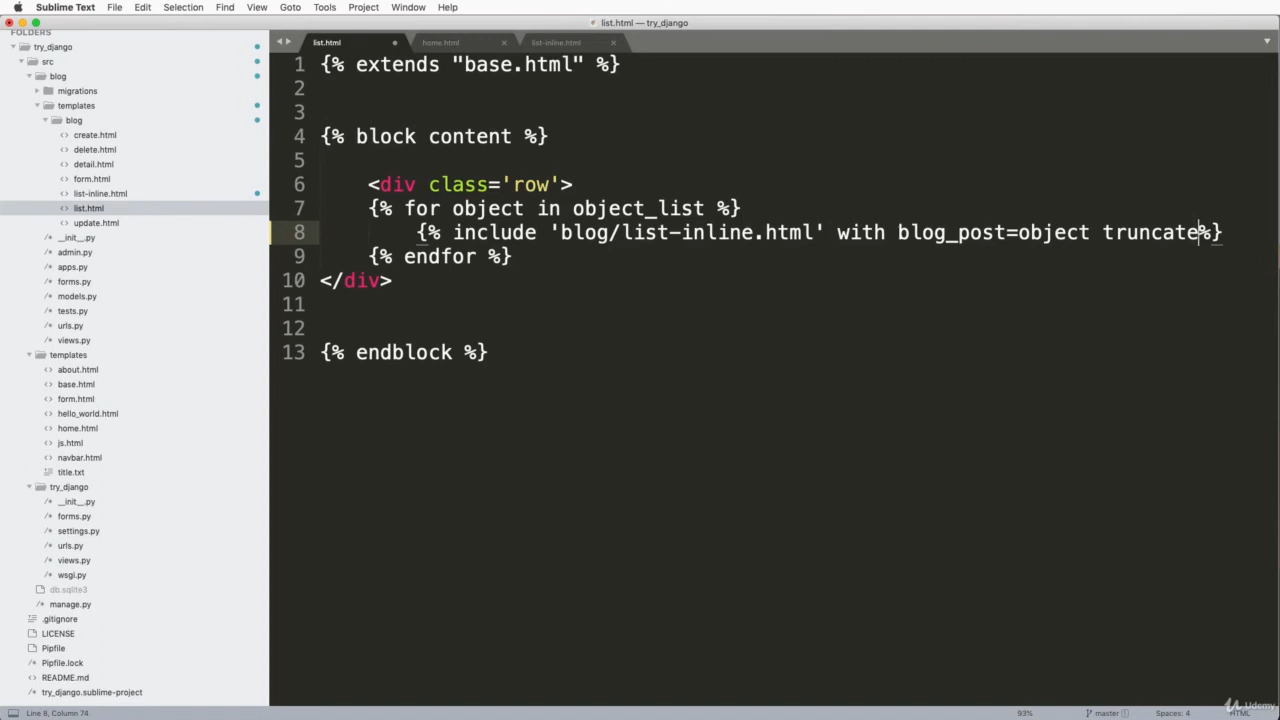 Sublime Text File Edit Selection Find View Goto Tools Project Window Help
list.html — try_django
FOLDERS
try_django
src
blog
migrations
templates
blog
create.html
delete.html
detail.html
form.html
list-inline.html
list.html
update.html
__init__.py
admin.py
apps.py
forms.py
models.py
tests.py
urls.py
views.py
templates
about.html
base.html
form.html
hello_world.html
home.html
js.html
navbar.html
title.txt
try_django
__init__.py
forms.py
settings.py
urls.py
views.py
wsgi.py
db.sqlite3
manage.py
.gitignore
LICENSE
Pipfile
Pipfile.lock
README.md
try_django.sublime-project
list.html home.html list-inline.html
1 {% extends "base.html" %}
2
3
4 {% block content %}
5
6 <div class='row'>
7 {% for object in object_list %}
8 {% include 'blog/list-inline.html' with blog_post=object truncate%}
9 {% endfor %}
10 </div>
11
12
13 {% endblock %}
Udemy
Line 8, Column 74 93% master 1 Spaces: 4 HTML